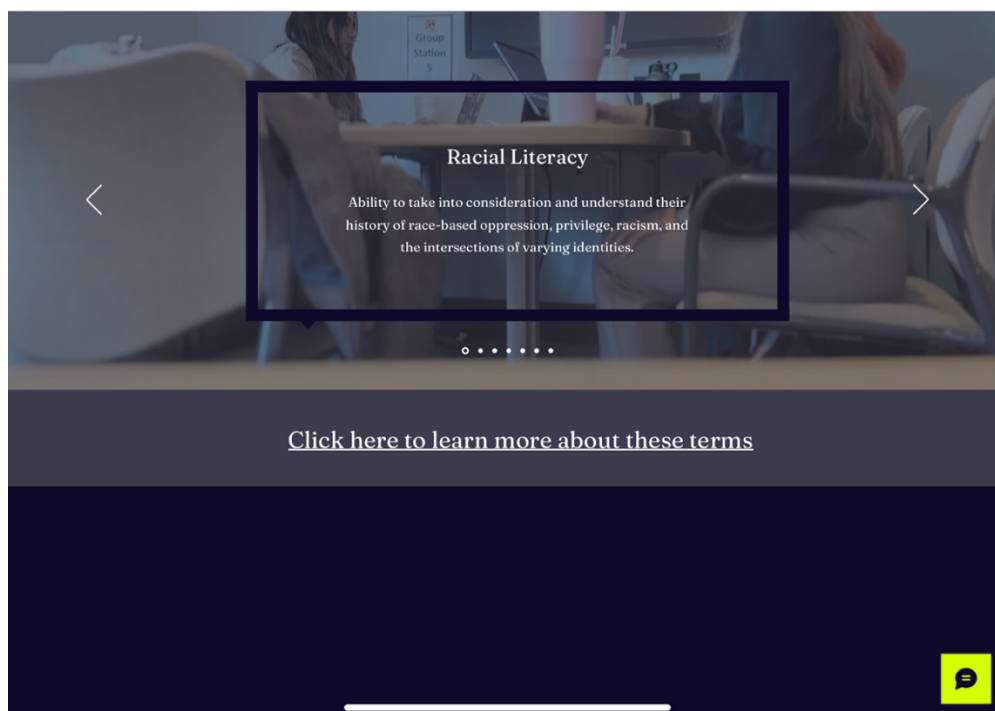 Group
Station
5
Racial Literacy
Ability to take into consideration and understand their
history of race-based oppression, privilege, racism, and
the intersections of varying identities.
Click here to learn more about these terms